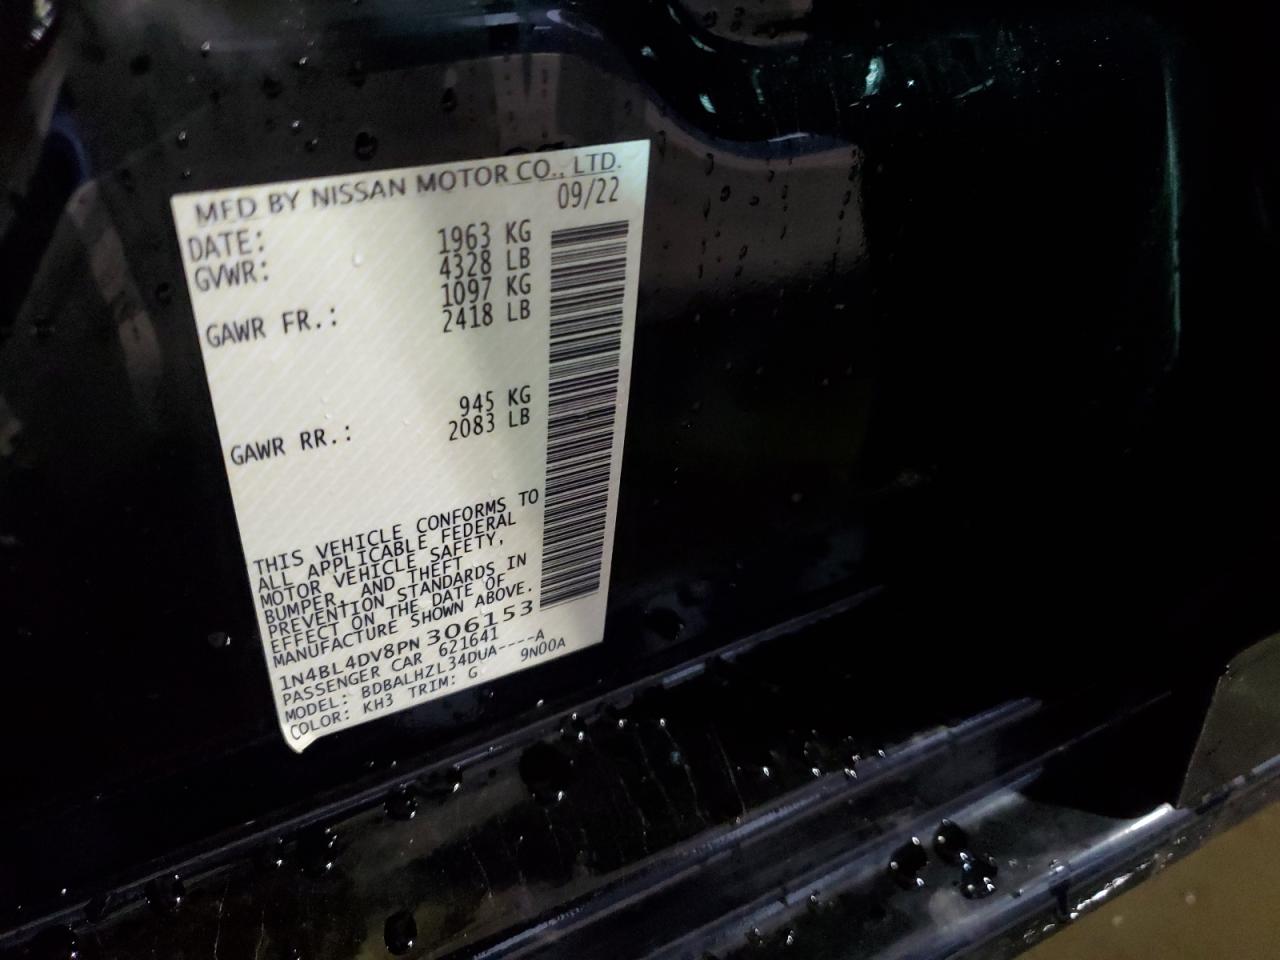 MFD BY NISSAN MOTOR CO., LTD.
DATE: 09/22
GVWR: 1963 KG
4328 LB
GAWR FR.: 1097 KG
2418 LB
GAWR RR.: 945 KG
2083 LB
THIS VEHICLE CONFORMS TO
ALL APPLICABLE FEDERAL
MOTOR VEHICLE SAFETY,
BUMPER, AND THEFT
PREVENTION STANDARDS IN
EFFECT ON THE DATE OF
MANUFACTURE SHOWN ABOVE.
1N4BL4DV8PN306153
PASSENGER CAR 621641
MODEL: BDBALHZL34DUA----A
COLOR: KH3 TRIM: G 9N00A